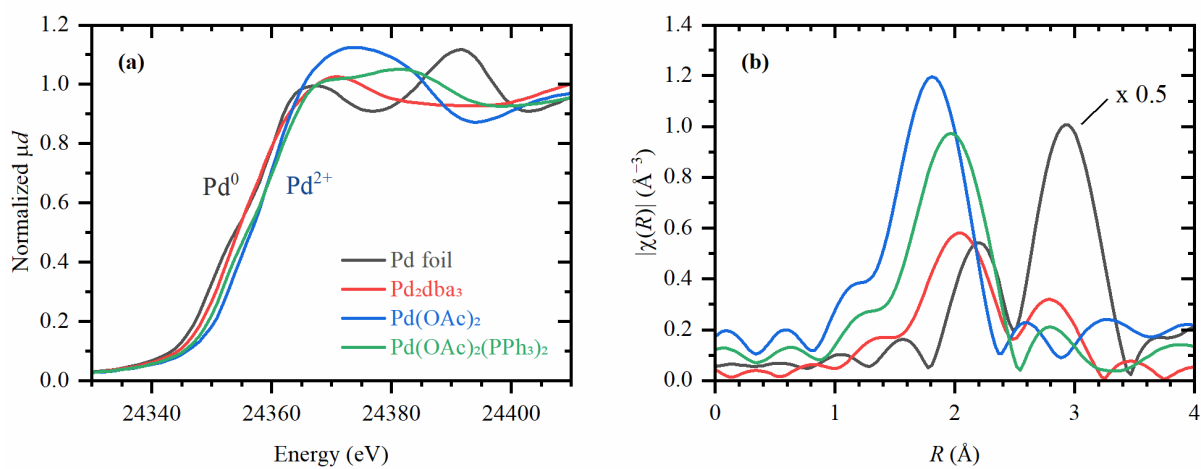 (a)
Normalized μd
1.2
1.0
0.8
0.6
0.4
0.2
0.0
Pd⁰
Pd²⁺
Pd foil
Pd₂dba₃
Pd(OAc)₂
Pd(OAc)₂(PPh₃)₂
24340
24360
24380
24400
Energy (eV)
(b)
|χ(R)| (Å⁻³)
1.4
1.2
1.0
0.8
0.6
0.4
0.2
0.0
x 0.5
0
1
2
3
4
R (Å)